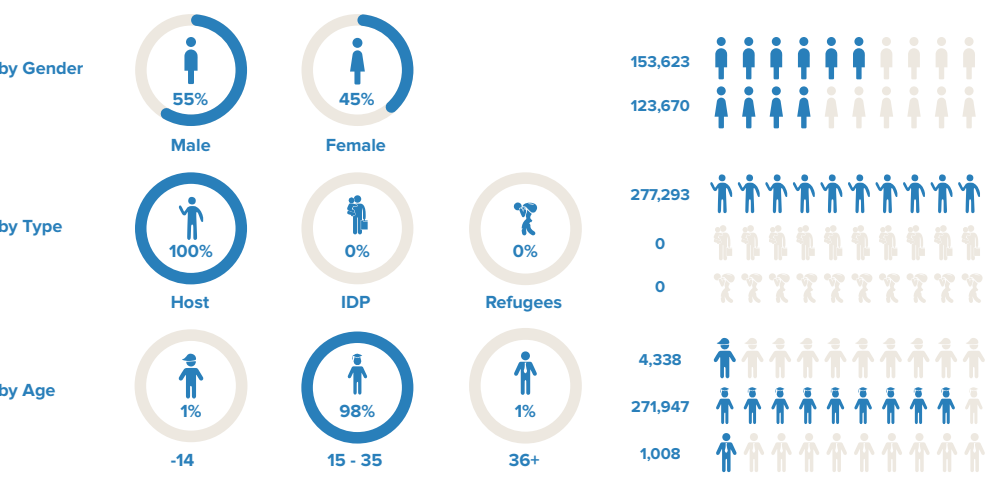 by Gender
55%
45%
Male
Female
153,623
123,670
by Type
100%
0%
0%
Host
IDP
Refugees
277,293
0
0
by Age
1%
98%
1%
-14
15 - 35
36+
4,338
271,947
1,008